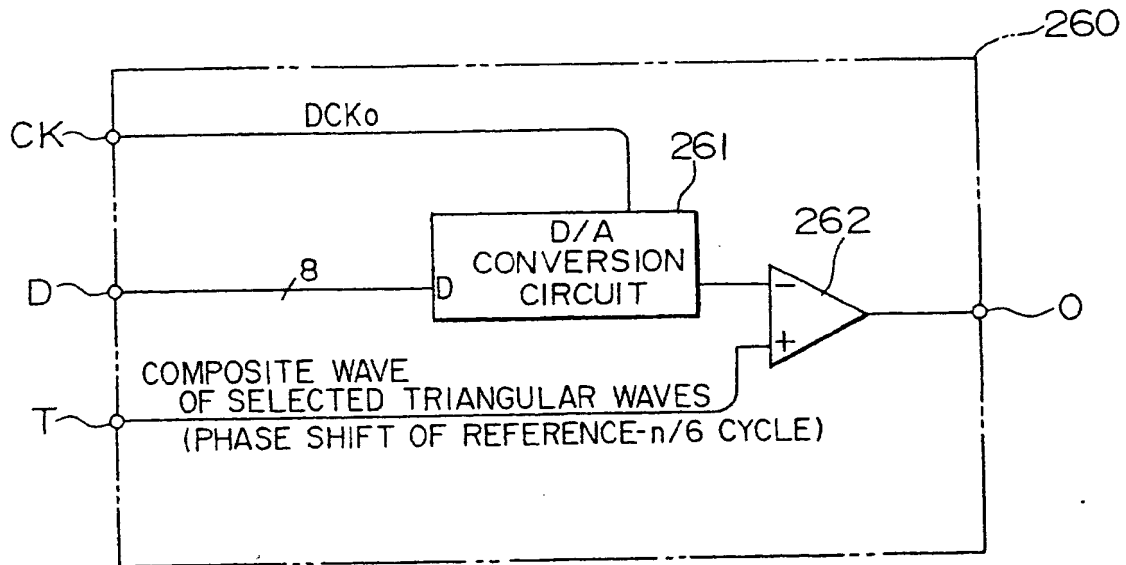 260
CK
DCKo
261
D/A
CONVERSION
CIRCUIT
D
262
D
8
−
+
O
COMPOSITE WAVE
OF SELECTED TRIANGULAR WAVES
T
(PHASE SHIFT OF REFERENCE-n/6 CYCLE)